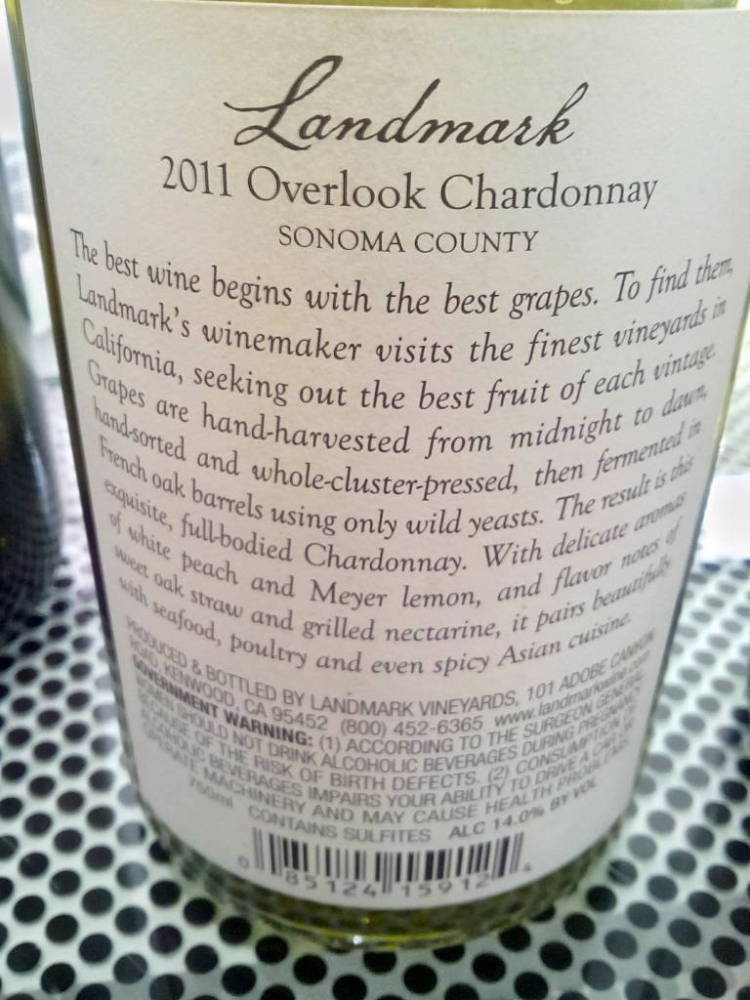 Landmark
2011 Overlook Chardonnay
SONOMA COUNTY
The best wine begins with the best grapes. To find them,
Landmark's winemaker visits the finest vineyards in
California, seeking out the best fruit of each vintage.
Grapes are hand-harvested from midnight to dawn,
hand-sorted and whole-cluster-pressed, then fermented in
French oak barrels using only wild yeasts. The result is this
exquisite, full-bodied Chardonnay. With delicate aromas
of white peach and Meyer lemon, and flavor notes of
sweet oak straw and grilled nectarine, it pairs beautifully
with seafood, poultry and even spicy Asian cuisine.
PRODUCED & BOTTLED BY LANDMARK VINEYARDS, 101 ADOBE CANYON
ROAD, KENWOOD, CA 95452 (800) 452-6365 www.landmarkwine.com
GOVERNMENT WARNING: (1) ACCORDING TO THE SURGEON GENERAL,
WOMEN SHOULD NOT DRINK ALCOHOLIC BEVERAGES DURING PREGNANCY
BECAUSE OF THE RISK OF BIRTH DEFECTS. (2) CONSUMPTION OF
ALCOHOLIC BEVERAGES IMPAIRS YOUR ABILITY TO DRIVE A CAR OR
OPERATE MACHINERY AND MAY CAUSE HEALTH PROBLEMS.
750ml CONTAINS SULFITES ALC 14.0% BY VOL
0 85124 15912 4